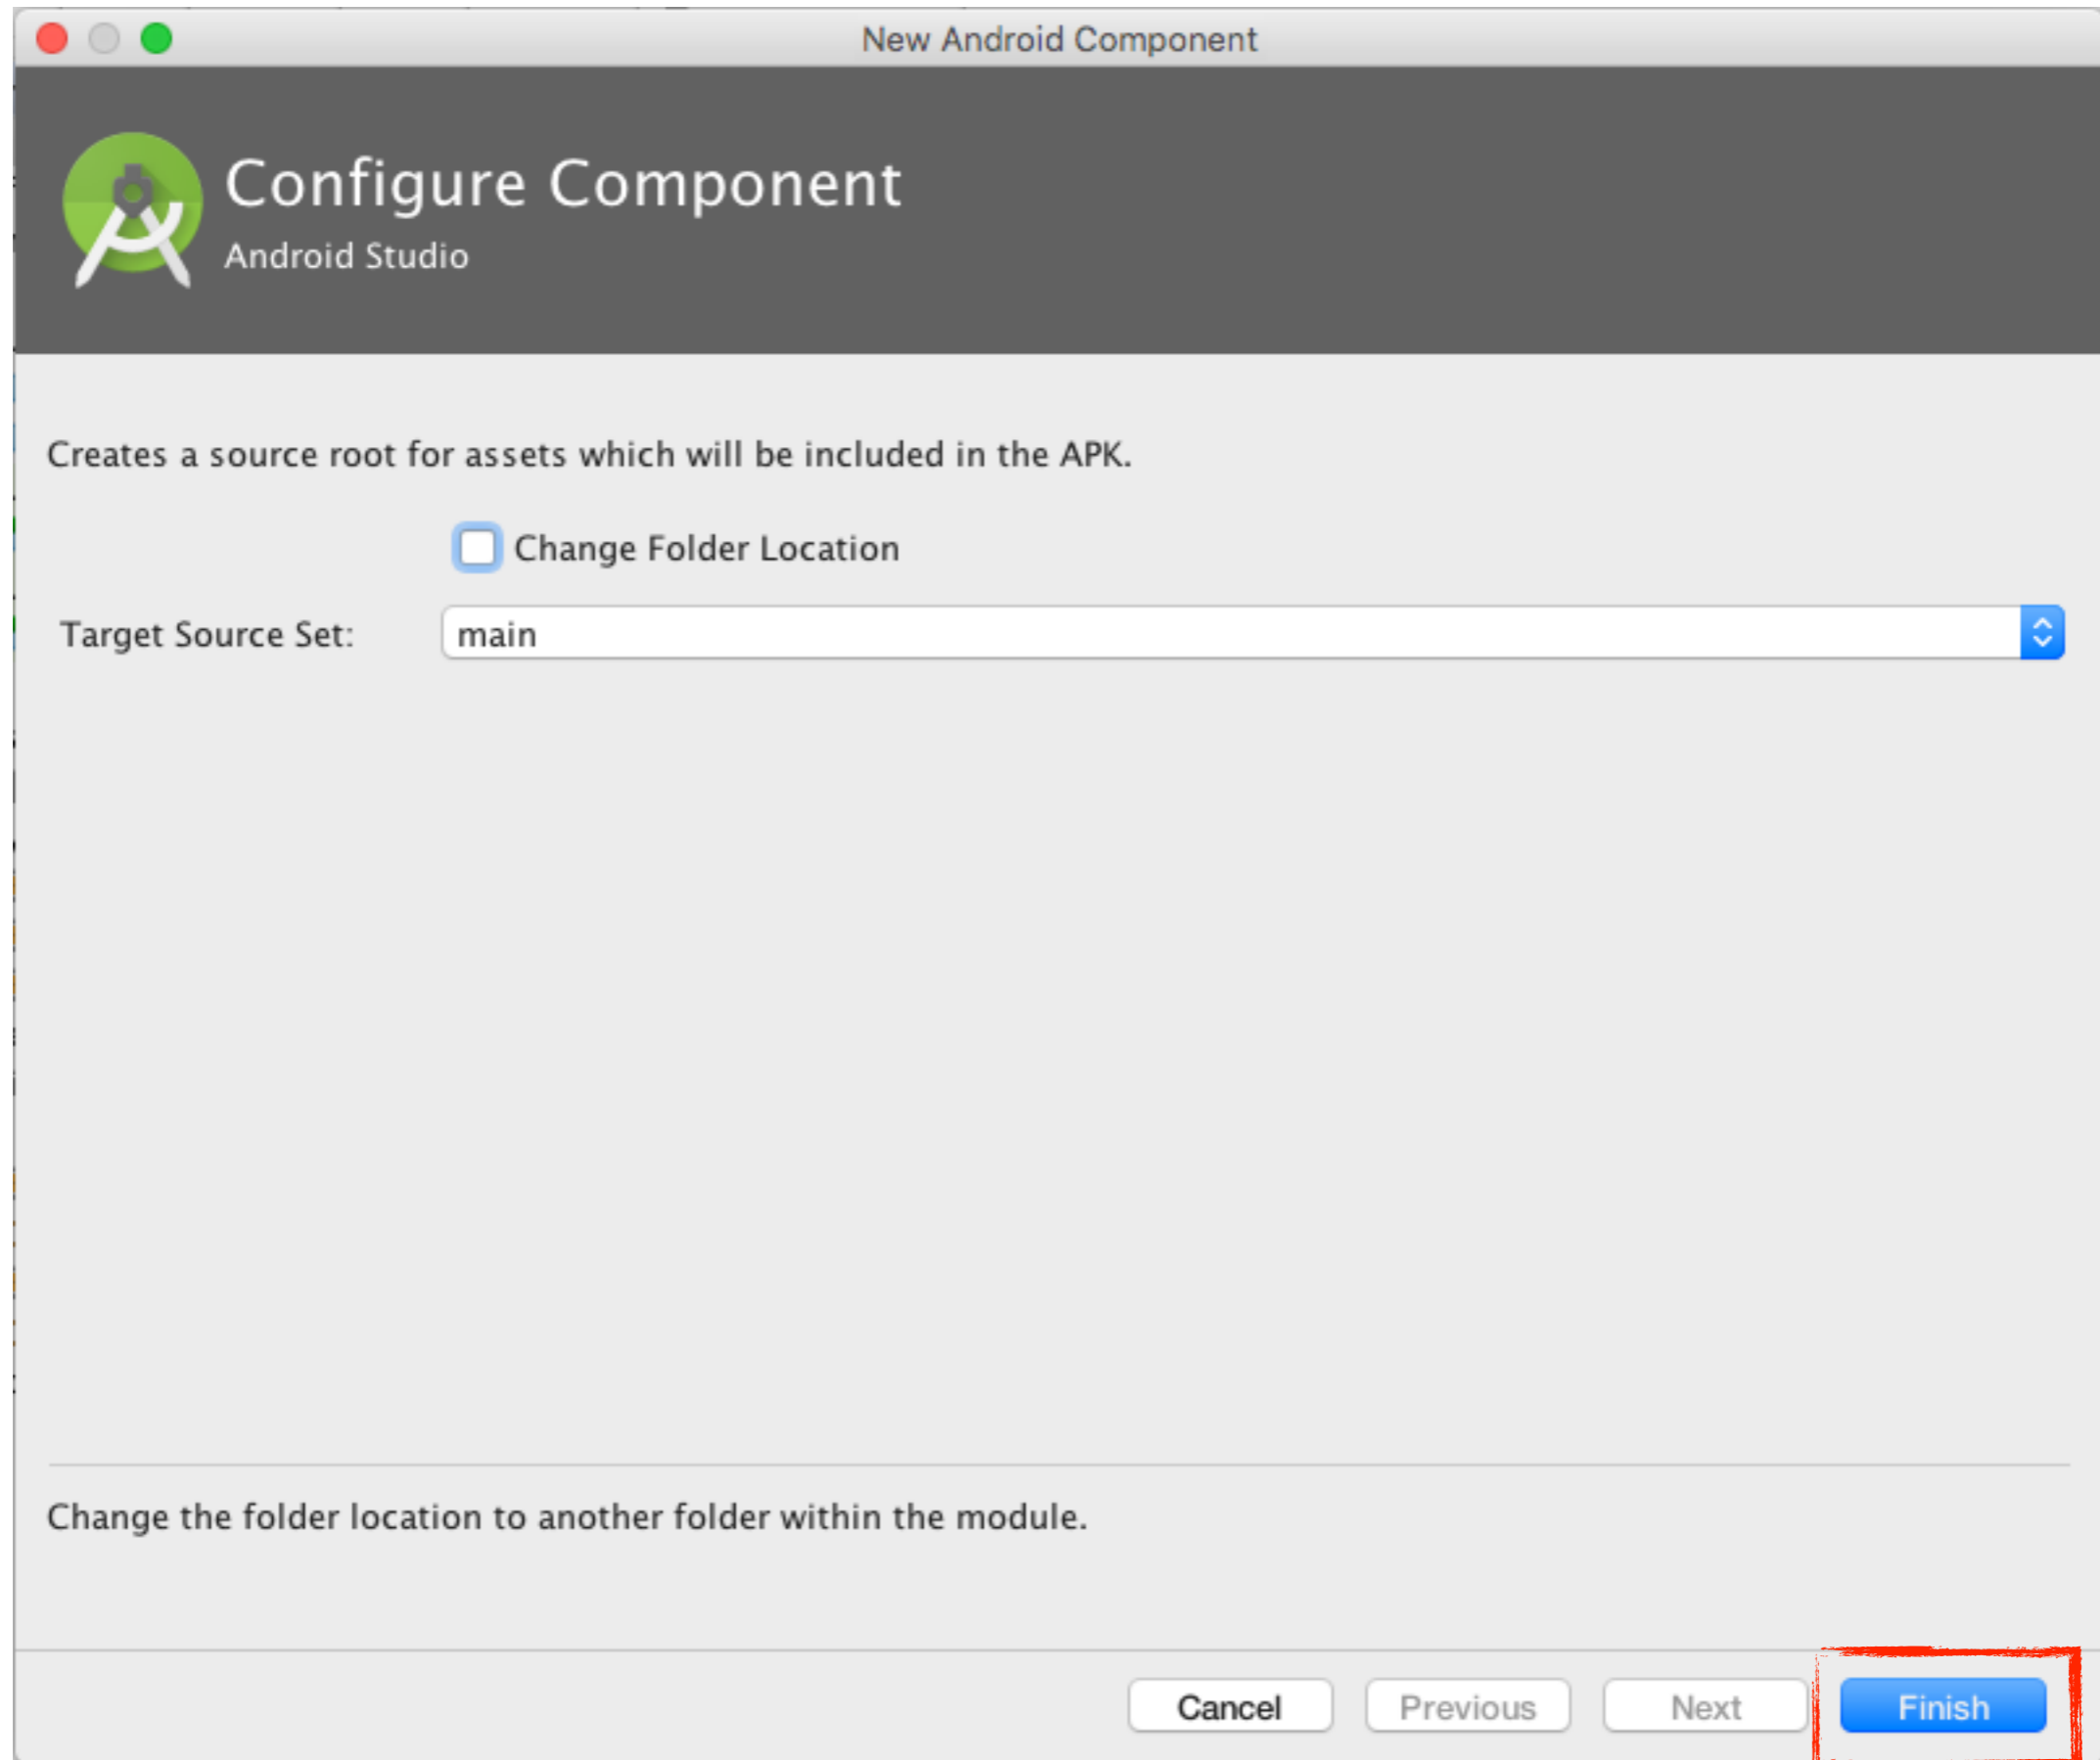 New Android Component
Configure Component
Android Studio
Creates a source root for assets which will be included in the APK.
Change Folder Location
Target Source Set: main
Change the folder location to another folder within the module.
Cancel Previous Next Finish